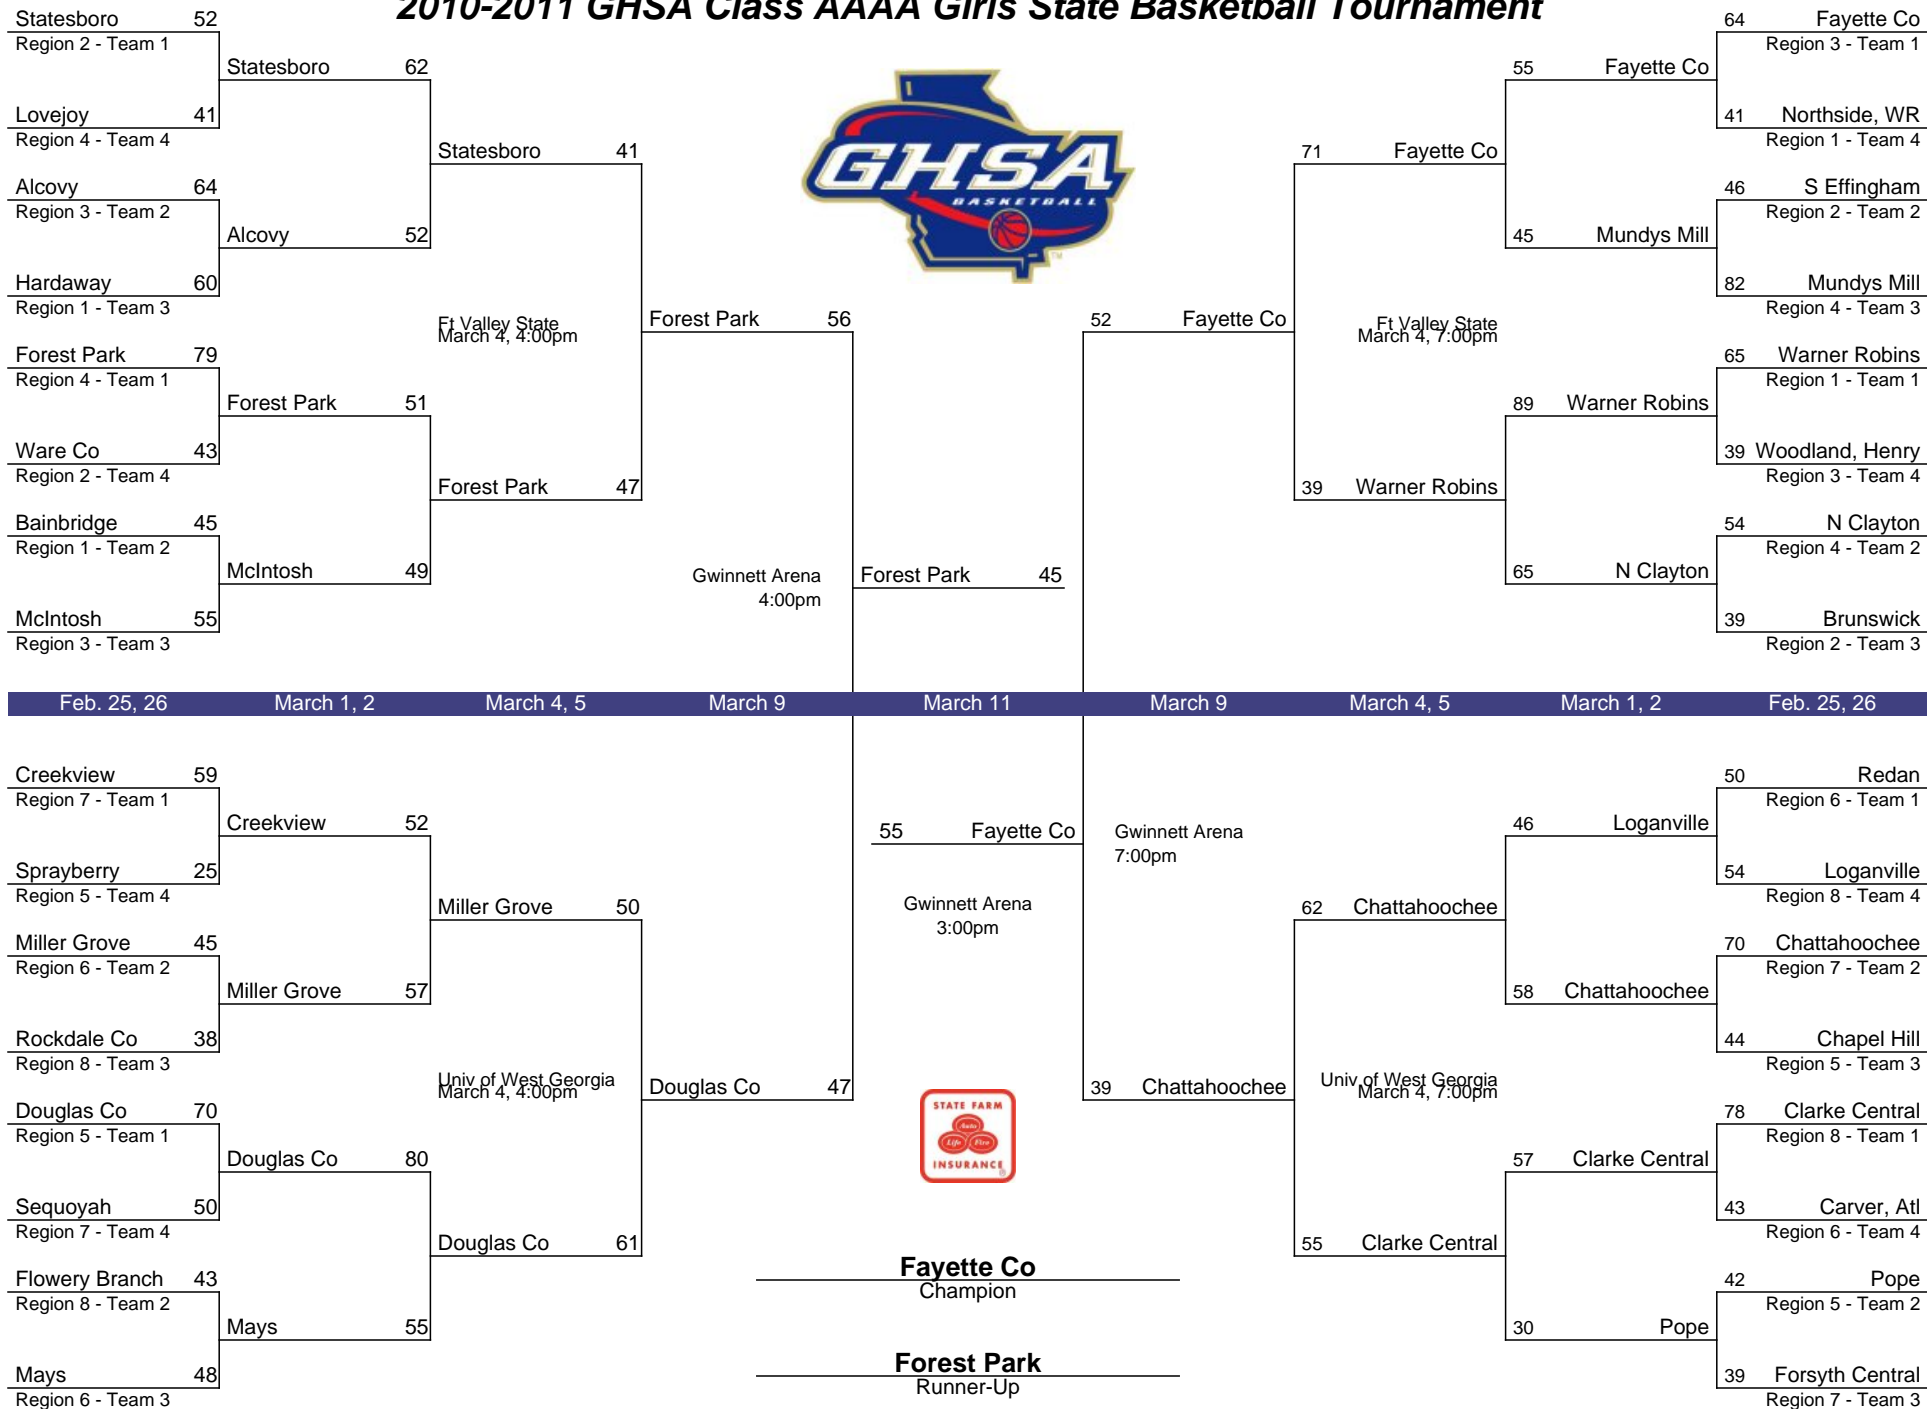 2010-2011 GHSA Class AAAA Girls State Basketball Tournament
Statesboro 52
Region 2 - Team 1
Lovejoy 41
Region 4 - Team 4
Alcovy 64
Region 3 - Team 2
Hardaway 60
Region 1 - Team 3
Forest Park 79
Region 4 - Team 1
Ware Co 43
Region 2 - Team 4
Bainbridge 45
Region 1 - Team 2
McIntosh 55
Region 3 - Team 3
Statesboro 62
Alcovy 52
Forest Park 51
McIntosh 49
Statesboro 41
Ft Valley State
March 4, 4:00pm
Forest Park 47
Forest Park 56
Gwinnett Arena
4:00pm
Forest Park 45
GHSA
BASKETBALL
TM
52 Fayette Co
71 Fayette Co
Ft Valley State
March 4, 7:00pm
39 Warner Robins
55 Fayette Co
45 Mundys Mill
89 Warner Robins
65 N Clayton
64 Fayette Co
Region 3 - Team 1
41 Northside, WR
Region 1 - Team 4
46 S Effingham
Region 2 - Team 2
82 Mundys Mill
Region 4 - Team 3
65 Warner Robins
Region 1 - Team 1
39 Woodland, Henry
Region 3 - Team 4
54 N Clayton
Region 4 - Team 2
39 Brunswick
Region 2 - Team 3
Feb. 25, 26 March 1, 2 March 4, 5 March 9 March 11 March 9 March 4, 5 March 1, 2 Feb. 25, 26
Creekview 59
Region 7 - Team 1
Sprayberry 25
Region 5 - Team 4
Miller Grove 45
Region 6 - Team 2
Rockdale Co 38
Region 8 - Team 3
Douglas Co 70
Region 5 - Team 1
Sequoyah 50
Region 7 - Team 4
Flowery Branch 43
Region 8 - Team 2
Mays 48
Region 6 - Team 3
Creekview 52
Miller Grove 57
Douglas Co 80
Mays 55
Miller Grove 50
Univ of West Georgia
March 4, 4:00pm
Douglas Co 61
Douglas Co 47
55 Fayette Co
Gwinnett Arena
3:00pm
Gwinnett Arena
7:00pm
STATE FARM
Auto
Life Fire
INSURANCE
®
Fayette Co
Champion
Forest Park
Runner-Up
39 Chattahoochee
62 Chattahoochee
Univ of West Georgia
March 4, 7:00pm
55 Clarke Central
46 Loganville
58 Chattahoochee
57 Clarke Central
30 Pope
50 Redan
Region 6 - Team 1
54 Loganville
Region 8 - Team 4
70 Chattahoochee
Region 7 - Team 2
44 Chapel Hill
Region 5 - Team 3
78 Clarke Central
Region 8 - Team 1
43 Carver, Atl
Region 6 - Team 4
42 Pope
Region 5 - Team 2
39 Forsyth Central
Region 7 - Team 3